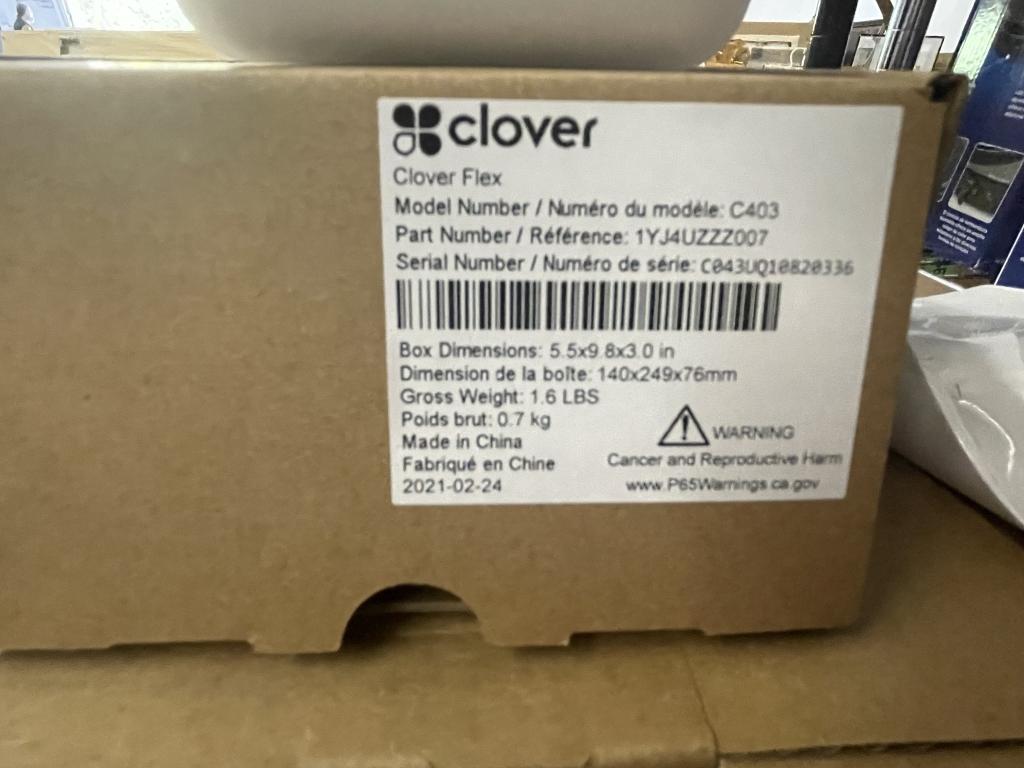 clover
Clover Flex
Model Number / Numéro du modèle: C403
Part Number / Référence: 1YJ4UZZZ007
Serial Number / Numéro de série: C043UQ10820336
Box Dimensions: 5.5x9.8x3.0 in
Dimension de la boîte: 140x249x76mm
Gross Weight: 1.6 LBS
Poids brut: 0.7 kg
Made in China
Fabriqué en Chine
2021-02-24
WARNING
Cancer and Reproductive Harm
www.P65Warnings.ca.gov